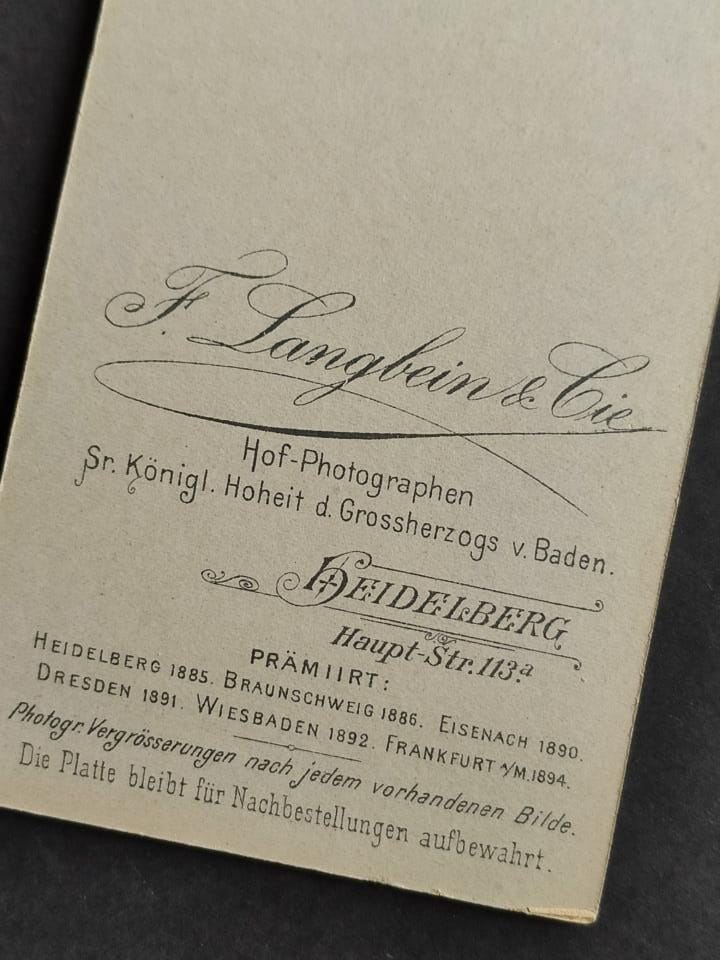 F. Langbein & Cie
Hof-Photographen
Sr. Königl. Hoheit d. Grossherzogs v. Baden.
HEIDELBERG
Haupt-Str. 113.ª
PRÄMIIRT:
HEIDELBERG 1885. BRAUNSCHWEIG 1886. EISENACH 1890.
DRESDEN 1891. WIESBADEN 1892. FRANKFURT A/M. 1894.
Photogr. Vergrösserungen nach jedem vorhandenen Bilde.
Die Platte bleibt für Nachbestellungen aufbewahrt.